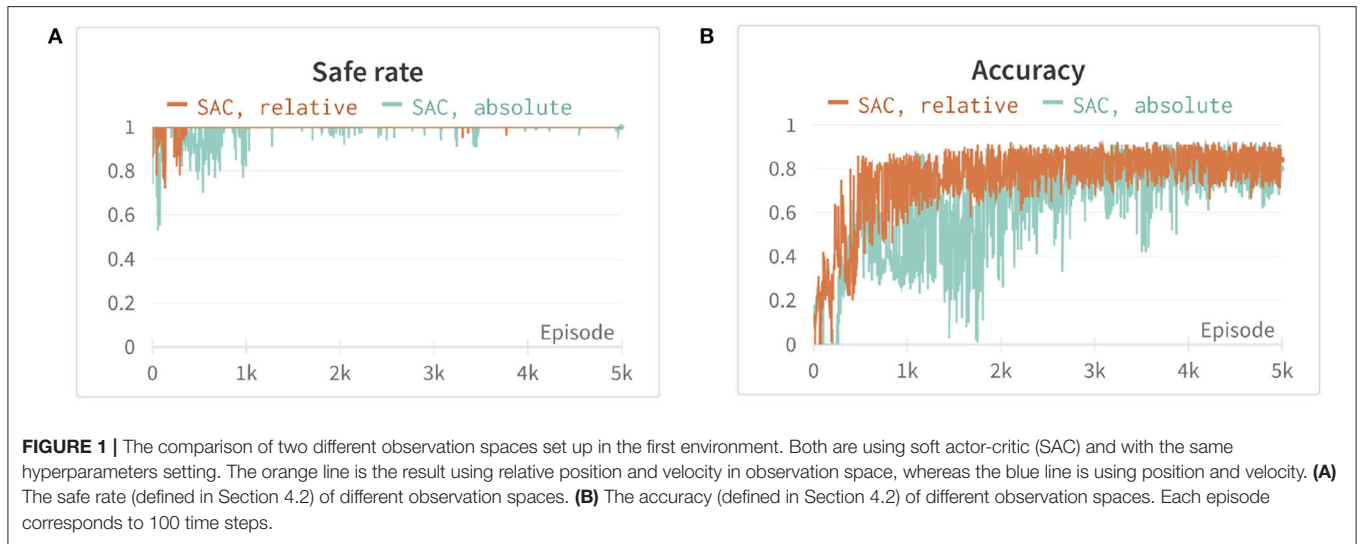 A
Safe rate
SAC, relative SAC, absolute
1
0.8
0.6
0.4
0.2
0
Episode
0 1k 2k 3k 4k 5k
B
Accuracy
SAC, relative SAC, absolute
1
0.8
0.6
0.4
0.2
0
Episode
0 1k 2k 3k 4k 5k
FIGURE 1 | The comparison of two different observation spaces set up in the first environment. Both are using soft actor-critic (SAC) and with the same
hyperparameters setting. The orange line is the result using relative position and velocity in observation space, whereas the blue line is using position and velocity. (A)
The safe rate (defined in Section 4.2) of different observation spaces. (B) The accuracy (defined in Section 4.2) of different observation spaces. Each episode
corresponds to 100 time steps.